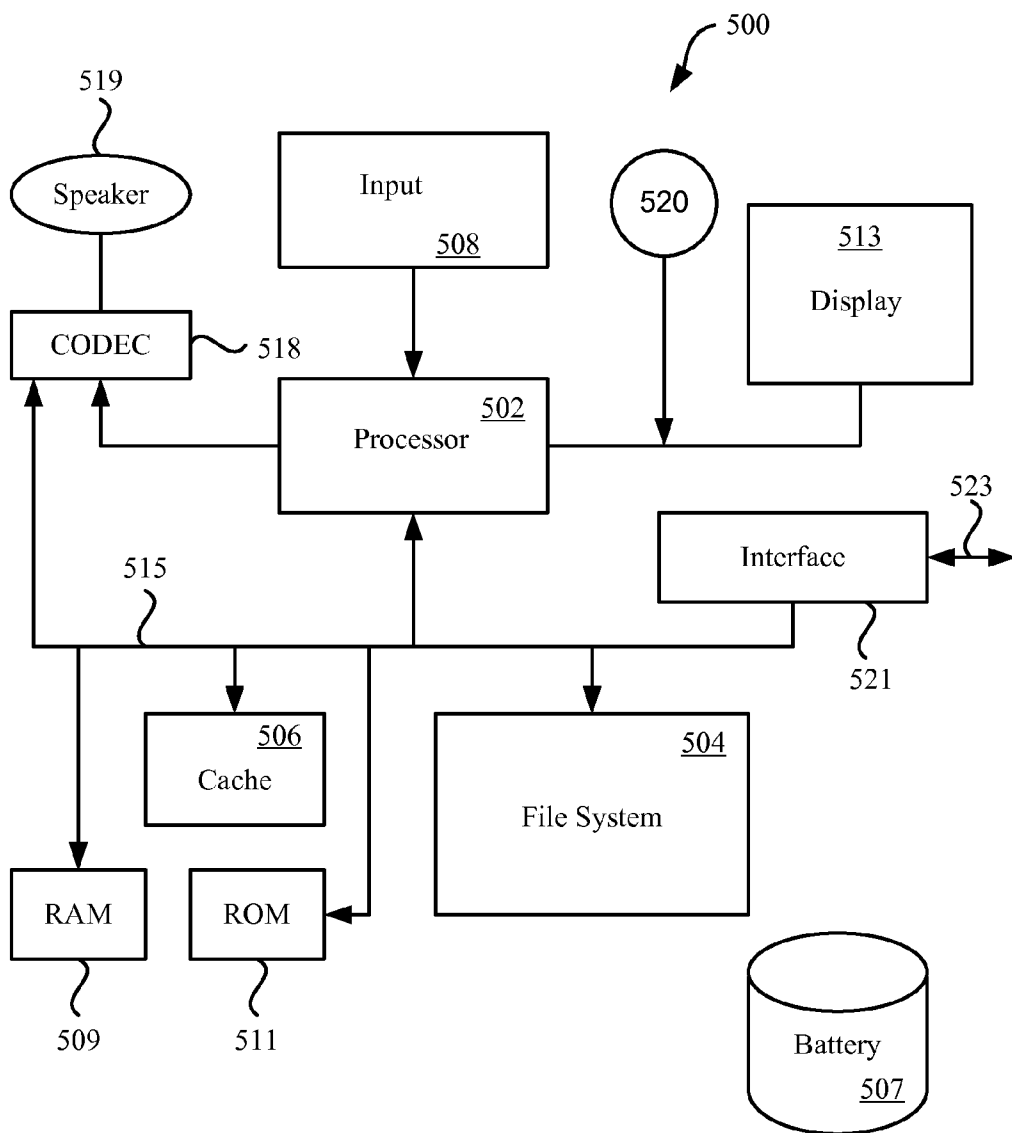 500
519
Speaker
Input
508
520
513
Display
CODEC
518
502
Processor
523
Interface
515
521
506
Cache
504
File System
RAM
ROM
509
511
Battery
507